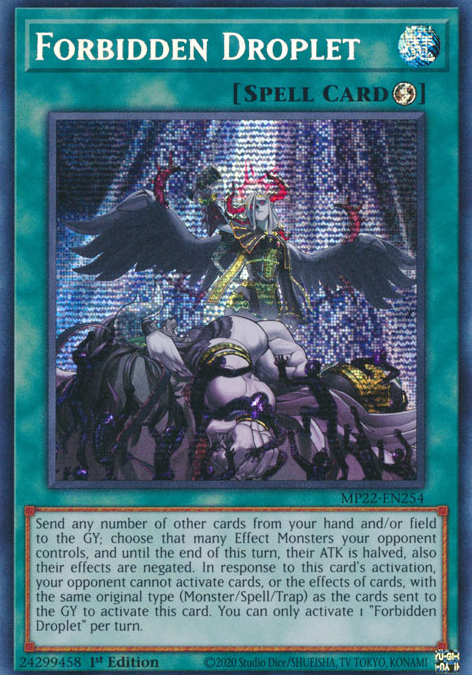 Forbidden Droplet
[Spell Card]
MP22-EN254
Send any number of other cards from your hand and/or field
to the GY; choose that many Effect Monsters your opponent
controls, and until the end of this turn, their ATK is halved, also
their effects are negated. In response to this card's activation,
your opponent cannot activate cards, or the effects of cards, with
the same original type (Monster/Spell/Trap) as the cards sent to
the GY to activate this card. You can only activate 1 "Forbidden
Droplet" per turn.
24299458 1st Edition ©2020 Studio Dice/SHUEISHA, TV TOKYO, KONAMI